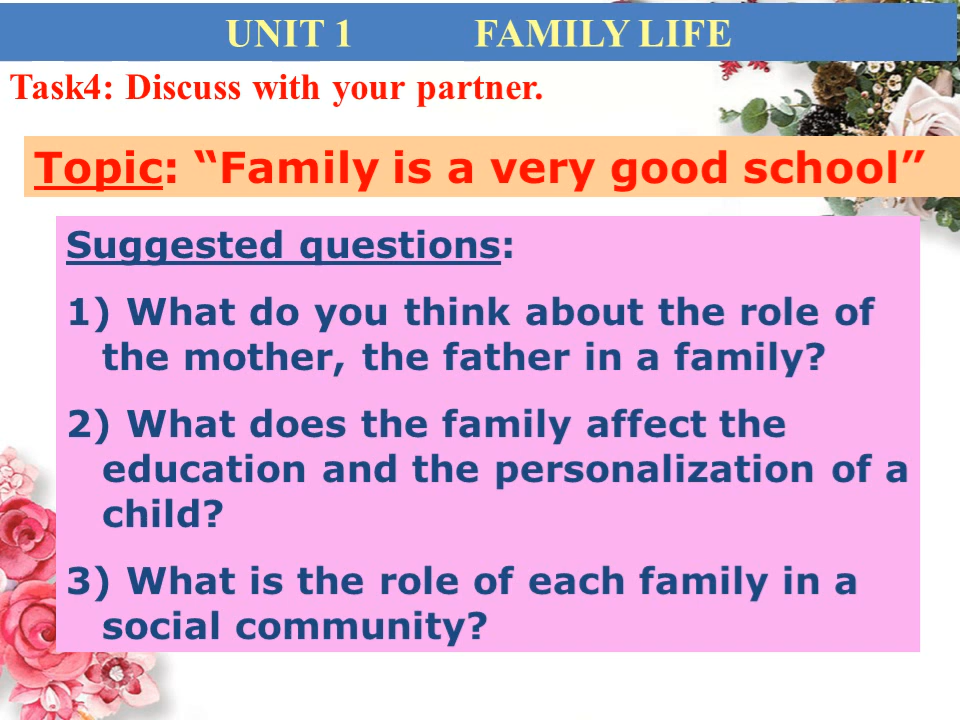 UNIT 1 FAMILY LIFE
Task4: Discuss with your partner.
Topic: “Family is a very good school”
Suggested questions:
1) What do you think about the role of
the mother, the father in a family?
2) What does the family affect the
education and the personalization of a
child?
3) What is the role of each family in a
social community?